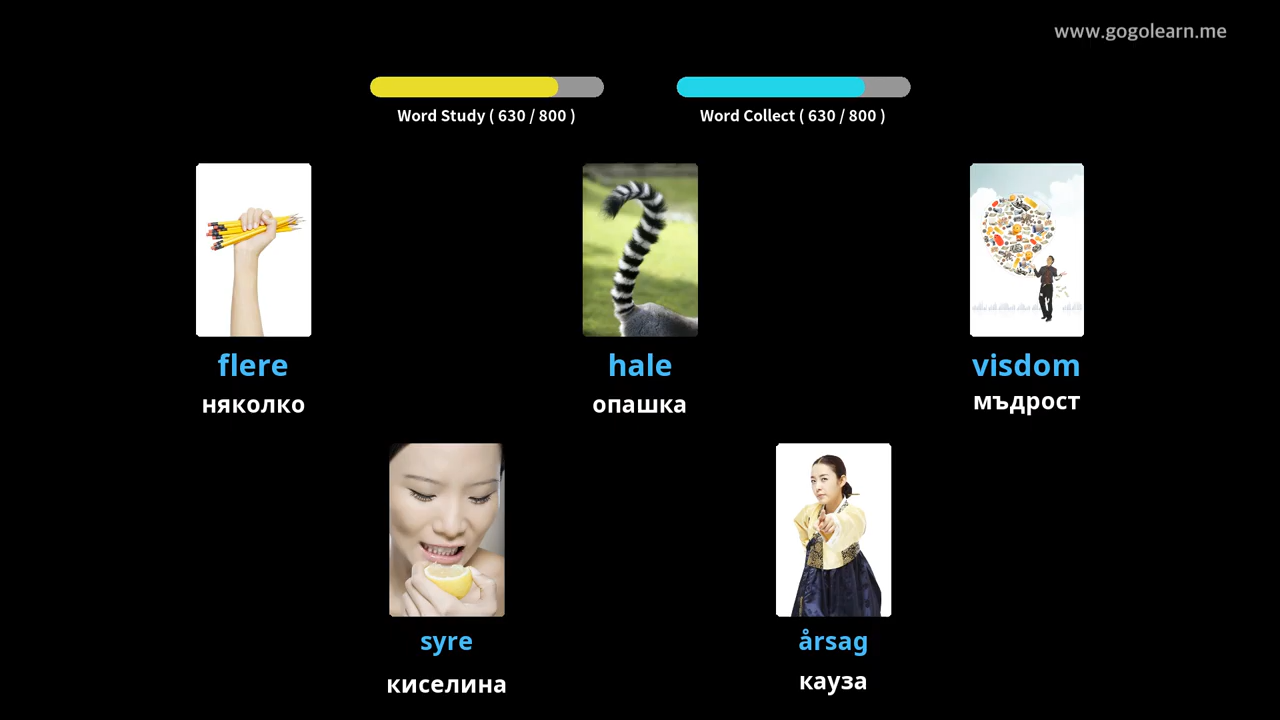 www.gogolearn.me
Word Study ( 630 / 800 )
Word Collect ( 630 / 800 )
flere
няколко
hale
опашка
visdom
мъдрост
syre
киселина
årsag
кауза